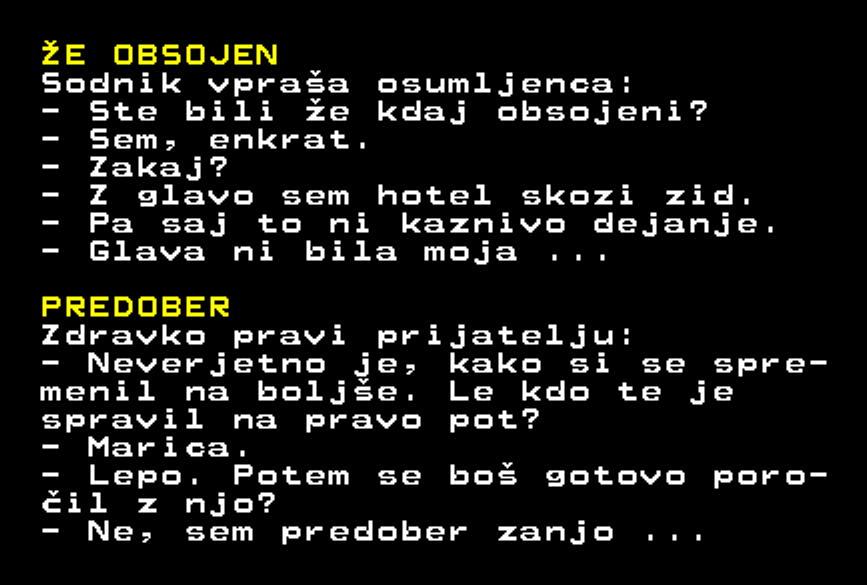 ŽE OBSOJEN
Sodnik vpraša osumljenca:
- Ste bili že kdaj obsojeni?
- Sem, enkrat.
- Zakaj?
- Z glavo sem hotel skozi zid.
- Pa saj to ni kaznivo dejanje.
- Glava ni bila moja ...
PREDOBER
Zdravko pravi prijatelju:
- Neverjetno je, kako si se spre-
menil na boljše. Le kdo te je
spravil na pravo pot?
- Marica.
- Lepo. Potem se boš gotovo poro-
čil z njo?
- Ne, sem predober zanjo ...